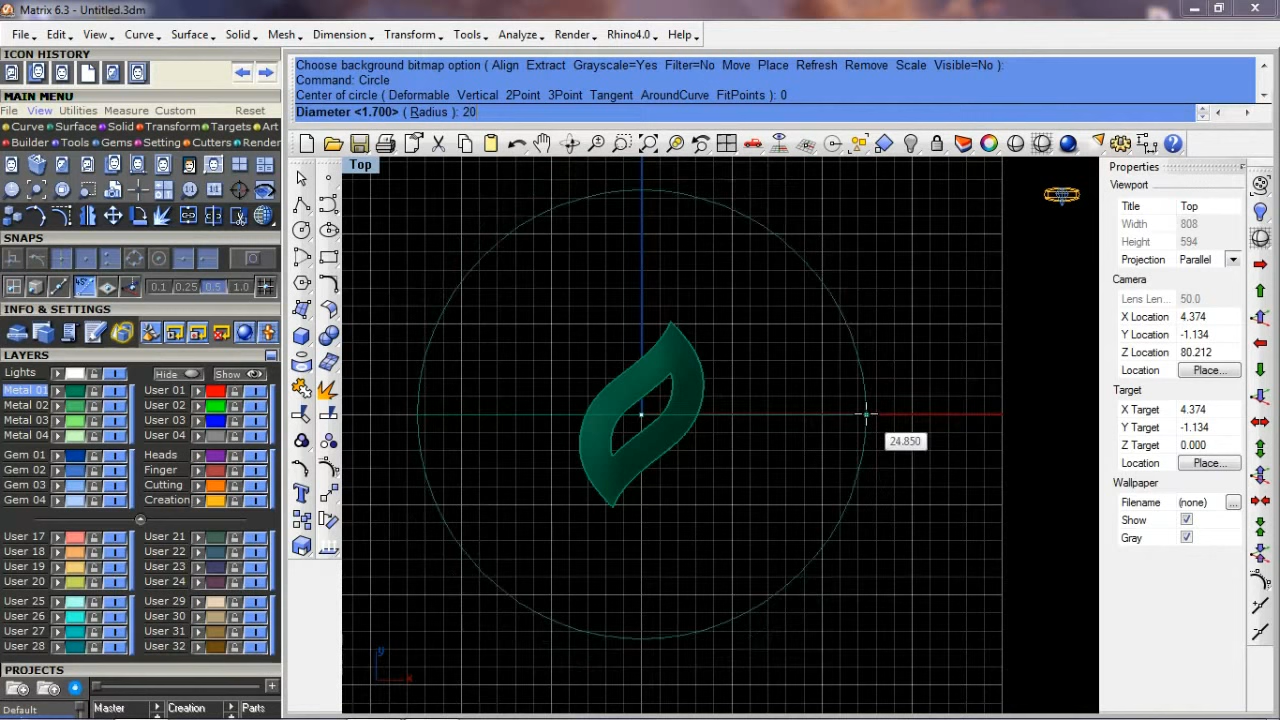 Matrix 6.3 - Untitled.3dm
File Edit View Curve Surface Solid Mesh Dimension Transform Tools Analyze Render Rhino4.0 Help
ICON HISTORY
MAIN MENU
File View Utilities Measure Custom
Curve Surface Solid Transform Targets Art
Builder Tools Gems Setting Cutters Render
SNAPS
0.1 0.25 0.5 1.0
INFO & SETTINGS
LAYERS
Lights Hide Show
Metal 01 User 01
Metal 02 User 02
Metal 03 User 03
Metal 04 User 04
Gem 01 Heads
Gem 02 Finger
Gem 03 Cutting
Gem 04 Creation
User 17 User 21
User 18 User 22
User 19 User 23
User 20 User 24
User 25 User 29
User 26 User 30
User 27 User 31
User 28 User 32
PROJECTS
Default Master Creation Parts
Choose background bitmap option ( Align Extract Grayscale=Yes Filter=No Move Place Refresh Remove Scale Visible=No ):
Command: Circle
Center of circle ( Deformable Vertical 2Point 3Point Tangent AroundCurve FitPoints ): 0
Diameter <1.700> ( Radius ): 20
Top
24.850
y
x
Properties
Viewport
Title Top
Width 808
Height 594
Projection Parallel
Camera
Lens Len... 50.0
X Location 4.374
Y Location -1.134
Z Location 80.212
Location Place...
Target
X Target 4.374
Y Target -1.134
Z Target 0.000
Location Place...
Wallpaper
Filename (none) ...
Show
Gray